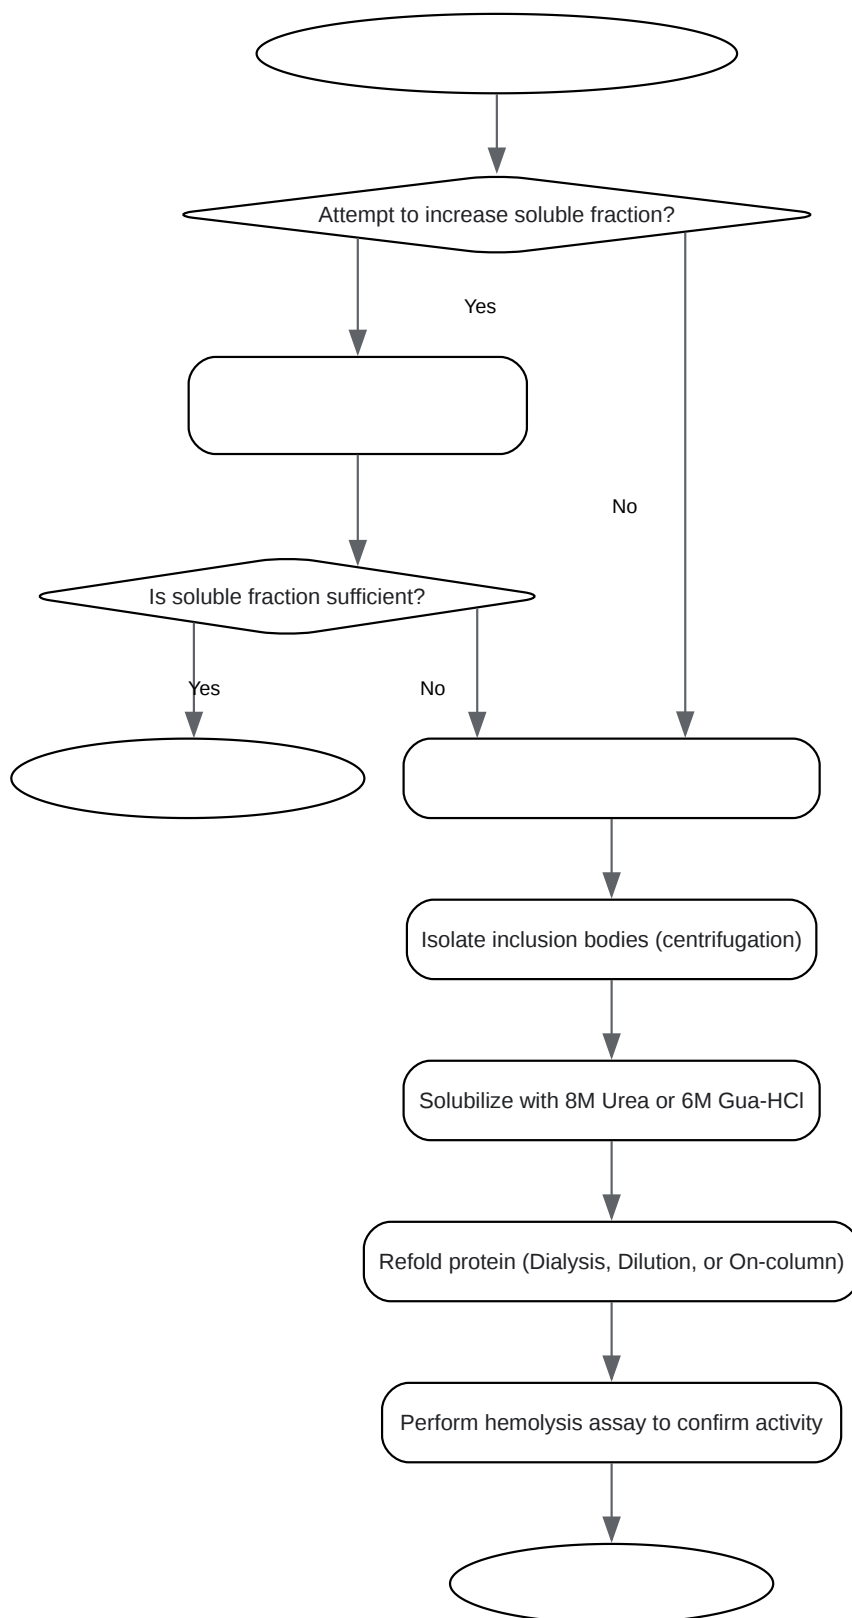 Attempt to increase soluble fraction?
Yes
No
Is soluble fraction sufficient?
Yes
No
Isolate inclusion bodies (centrifugation)
Solubilize with 8M Urea or 6M Gua-HCl
Refold protein (Dialysis, Dilution, or On-column)
Perform hemolysis assay to confirm activity